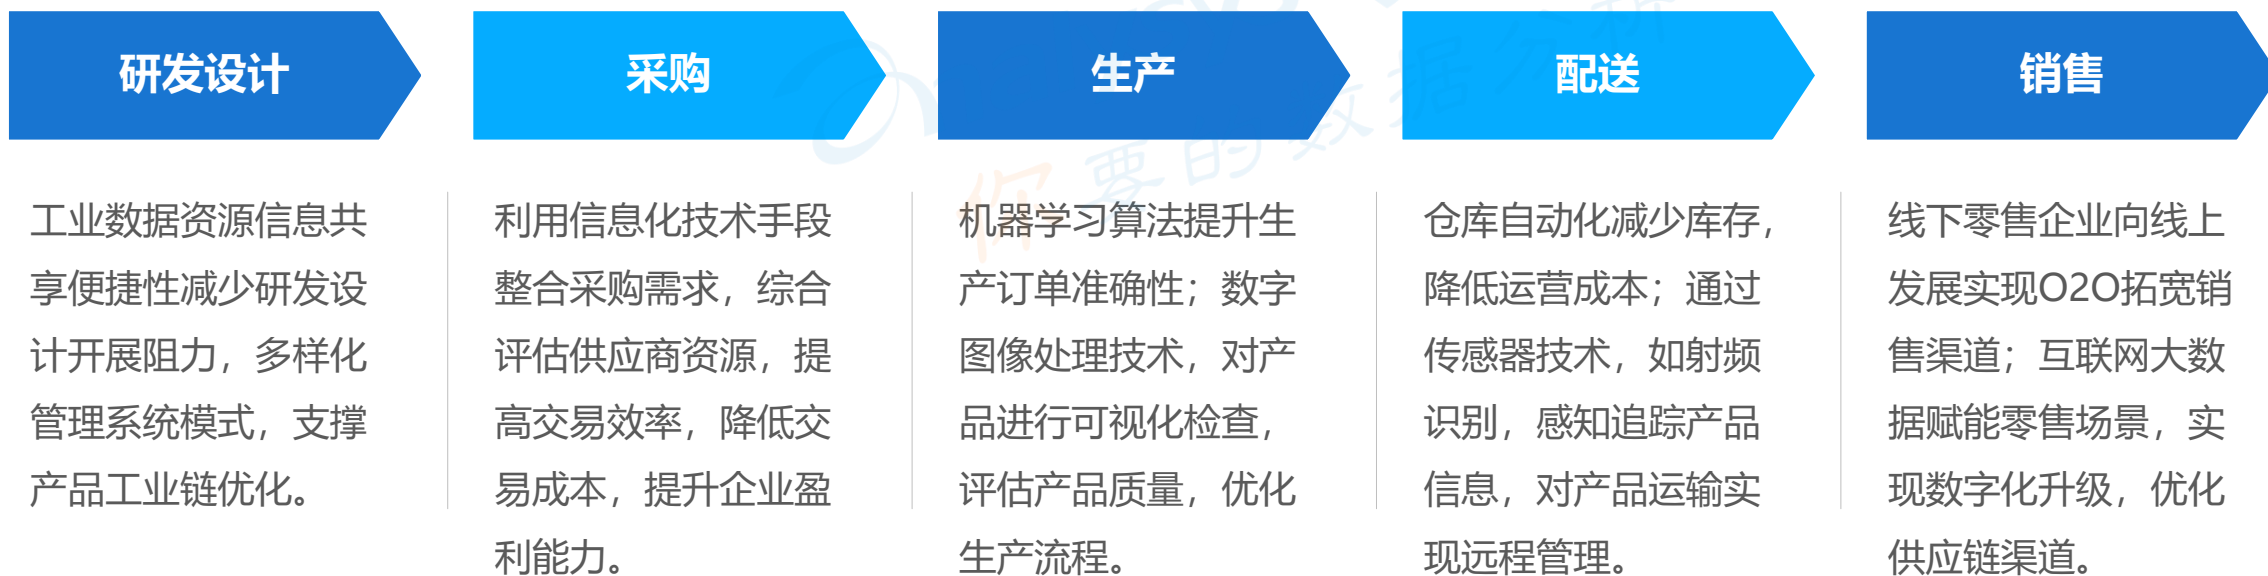 研发设计
工业数据资源信息共
享便捷性减少研发设
计开展阻力，多样化
管理系统模式，支撑
产品工业链优化。
采购
利用信息化技术手段
整合采购需求，综合
评估供应商资源，提
高交易效率，降低交
易成本，提升企业盈
利能力。
生产
机器学习算法提升生
产订单准确性；数字
图像处理技术，对产
品进行可视化检查，
评估产品质量，优化
生产流程。
配送
仓库自动化减少库存，
降低运营成本；通过
传感器技术，如射频
识别，感知追踪产品
信息，对产品运输实
现远程管理。
销售
线下零售企业向线上
发展实现O2O拓宽销
售渠道；互联网大数
据赋能零售场景，实
现数字化升级，优化
供应链渠道。
你要的数据分析